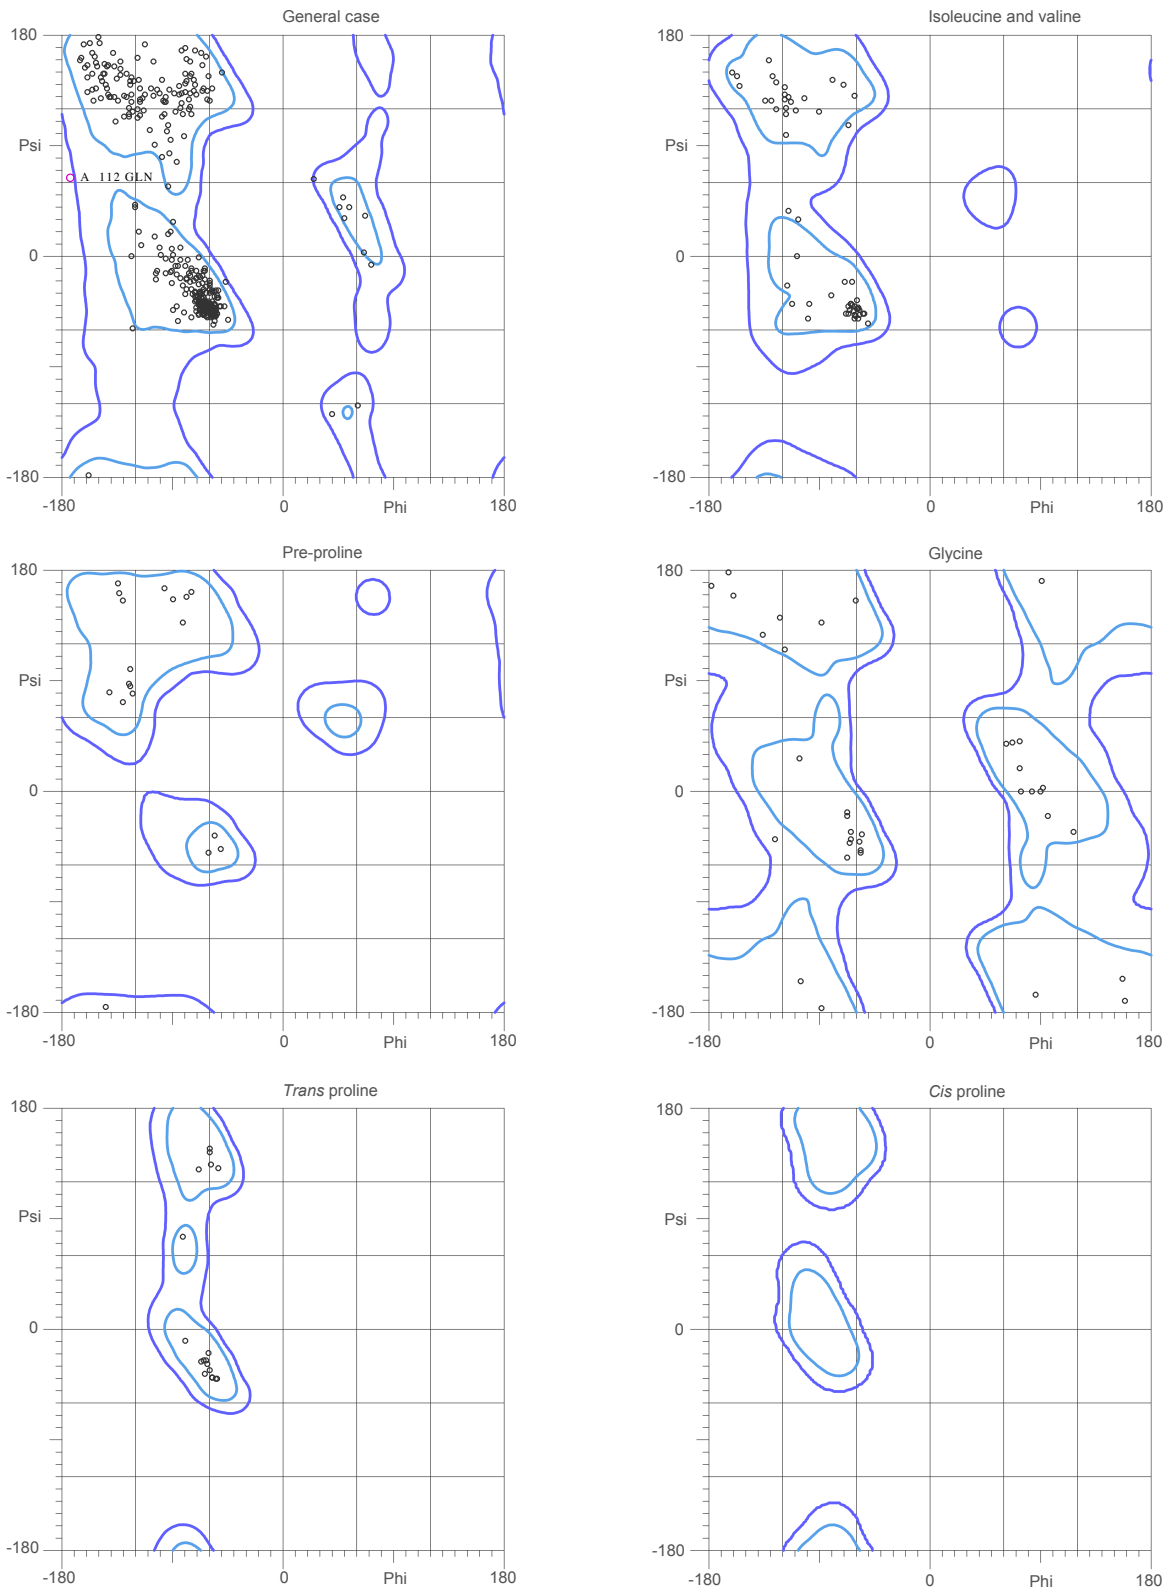 General case
180
Psi
A 112 GLN
0
-180
-180
0
Phi
180
Isoleucine and valine
180
Psi
0
-180
-180
0
Phi
180
Pre-proline
180
Psi
0
-180
-180
0
Phi
180
Glycine
180
Psi
0
-180
-180
0
Phi
180
Trans proline
180
Psi
0
-180
-180
0
Phi
180
Cis proline
180
Psi
0
-180
-180
0
Phi
180